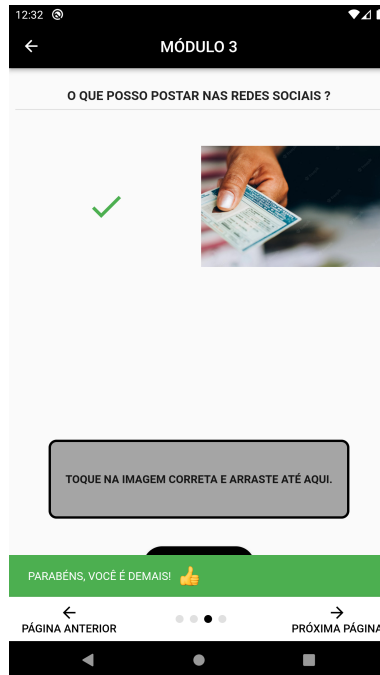 12:32
MÓDULO 3
O QUE POSSO POSTAR NAS REDES SOCIAIS ?
TOQUE NA IMAGEM CORRETA E ARRASTE ATÉ AQUI.
PARABÉNS, VOCÊ É DEMAIS! 👍
PÁGINA ANTERIOR
PRÓXIMA PÁGINA